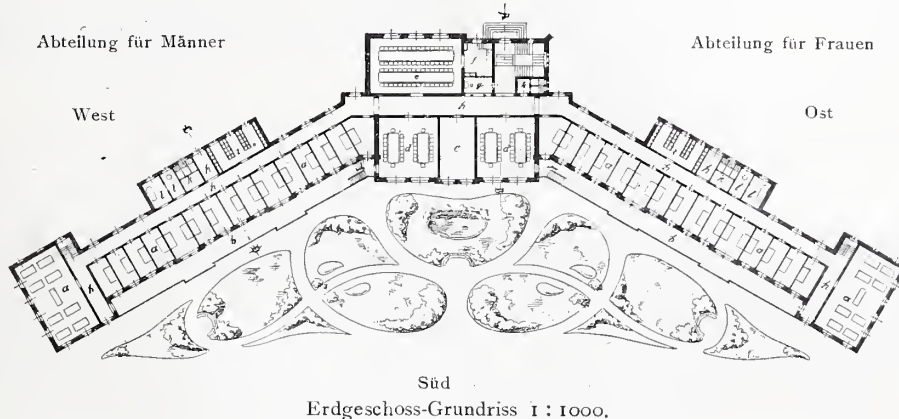 Abteilung für Männer
Abteilung für Frauen
West
Ost
e
f
g
h
d
c
d
a
a
b
a
h
a
h
a
Süd
Erdgeschoss-Grundriss 1 : 1000.